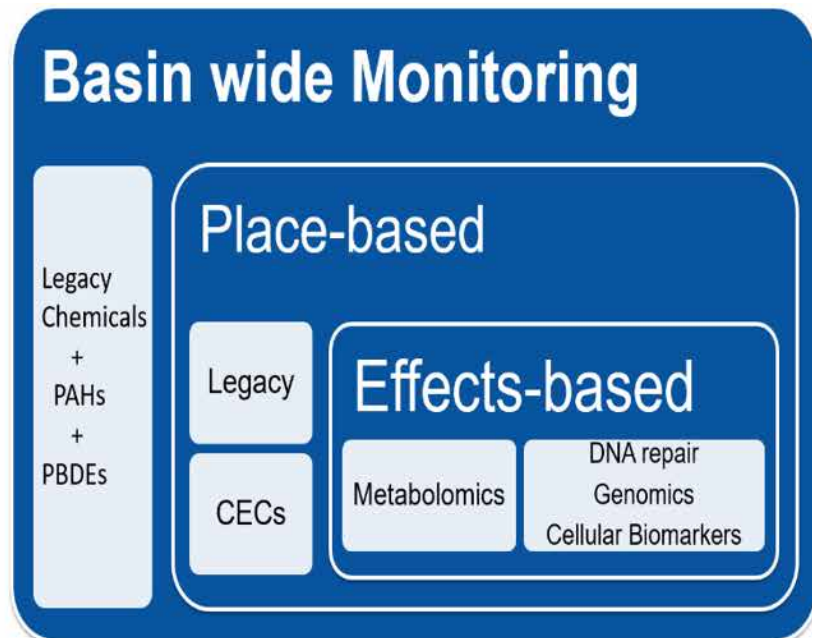 Basin wide Monitoring
Legacy
Chemicals
+
PAHs
+
PBDEs
Place-based
Legacy
CECs
Effects-based
Metabolomics
DNA repair
Genomics
Cellular Biomarkers